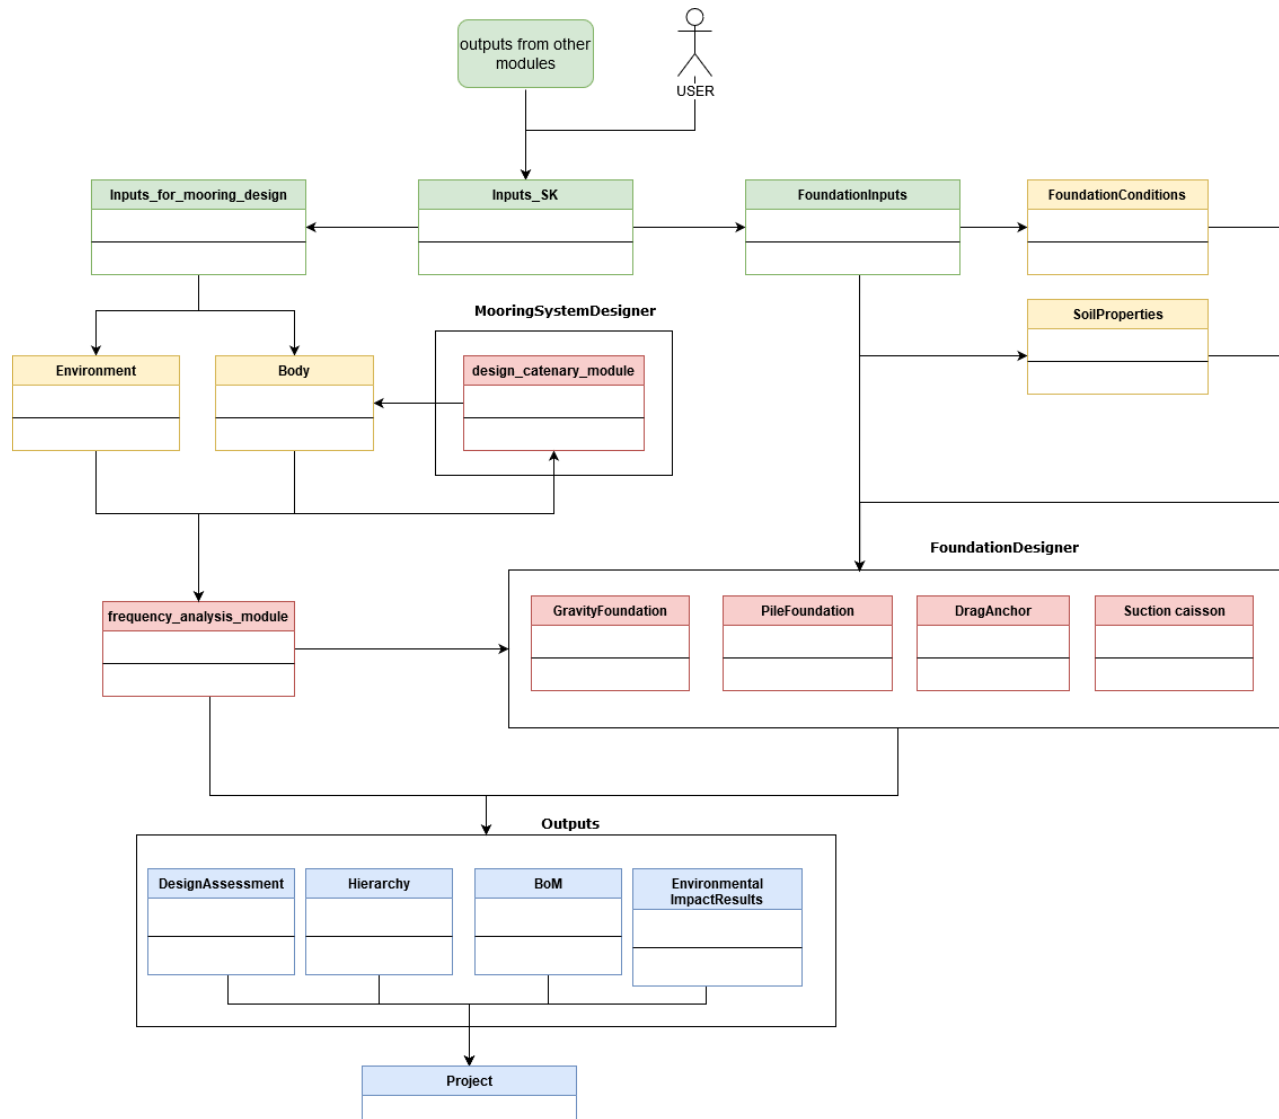 outputs from other
modules
USER
Inputs_for_mooring_design
Inputs_SK
FoundationInputs
FoundationConditions
MooringSystemDesigner
SoilProperties
Environment
Body
design_catenary_module
FoundationDesigner
frequency_analysis_module
GravityFoundation
PileFoundation
DragAnchor
Suction caisson
Outputs
DesignAssessment
Hierarchy
BoM
Environmental
ImpactResults
Project